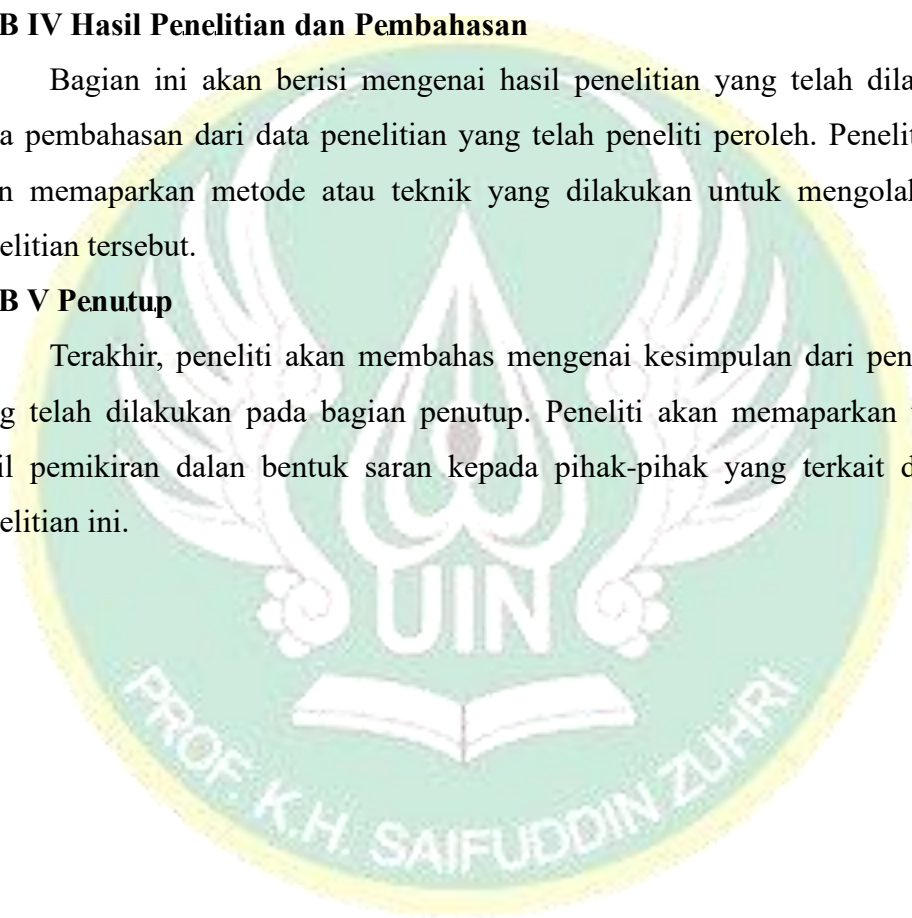 B IV Hasil Penelitian dan Pembahasan
Bagian ini akan berisi mengenai hasil penelitian yang telah dila
a pembahasan dari data penelitian yang telah peneliti peroleh. Penelit
n memaparkan metode atau teknik yang dilakukan untuk mengolah
elitian tersebut.
B V Penutup
Terakhir, peneliti akan membahas mengenai kesimpulan dari pen
g telah dilakukan pada bagian penutup. Peneliti akan memaparkan
il pemikiran dalan bentuk saran kepada pihak-pihak yang terkait d
elitian ini.
UIN
PROF. K.H. SAIFUDDIN ZUHRI